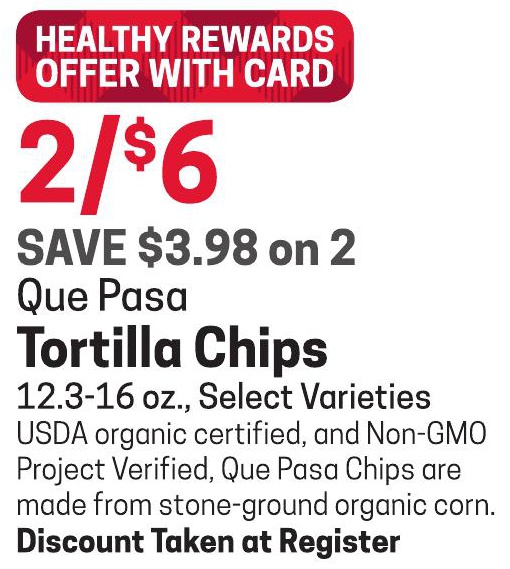 HEALTHY REWARDS
OFFER WITH CARD
2/$6
SAVE $3.98 on 2
Que Pasa
Tortilla Chips
12.3-16 oz., Select Varieties
USDA organic certified, and Non-GMO
Project Verified, Que Pasa Chips are
made from stone-ground organic corn.
Discount Taken at Register